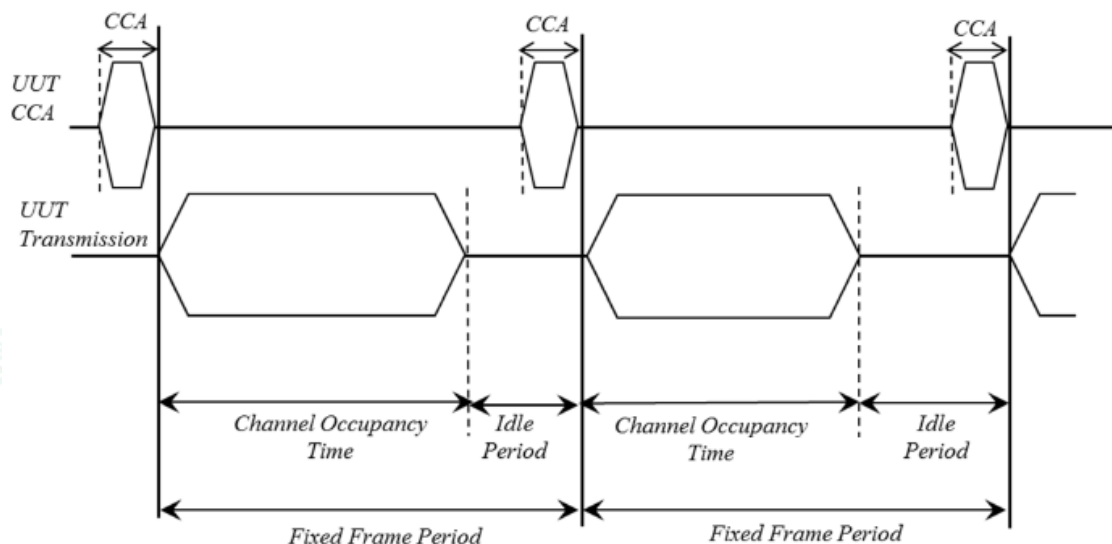 CCA
CCA
CCA
UUT
CCA
UUT
Transmission
Channel Occupancy
Time
Idle
Period
Channel Occupancy
Time
Idle
Period
Fixed Frame Period
Fixed Frame Period